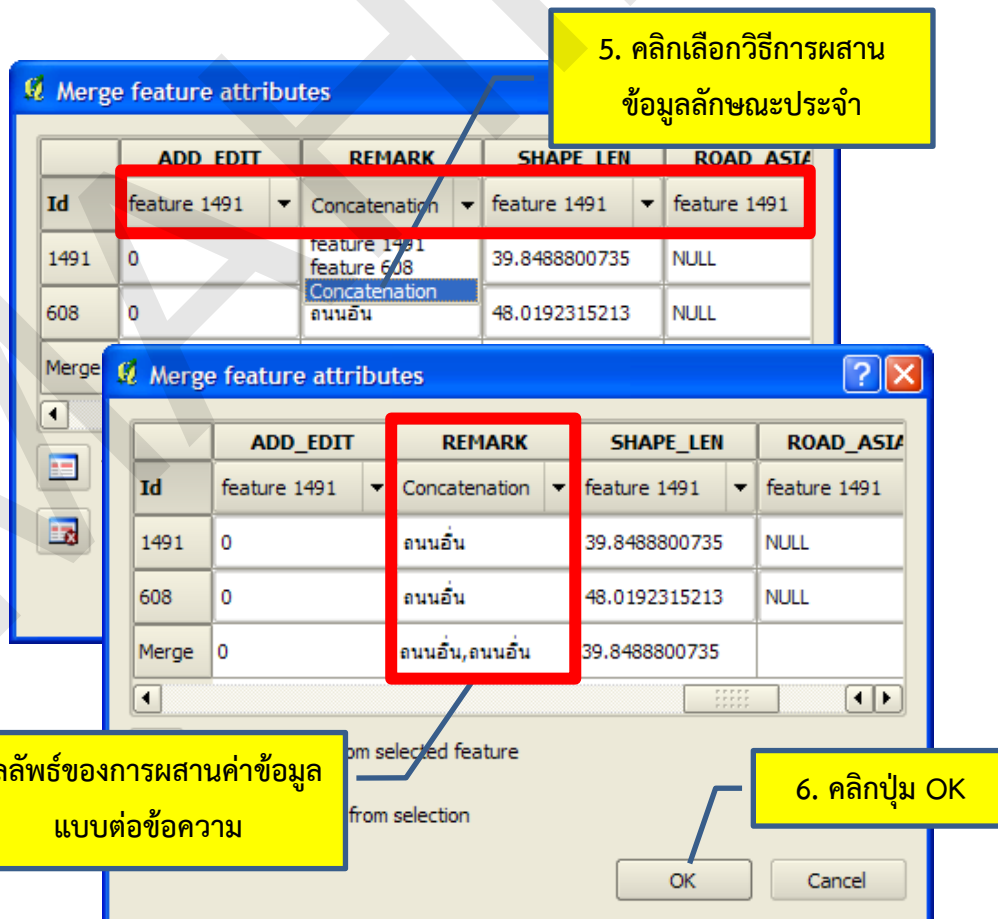 5. คลิกเลือกวิธีการผสาน
ข้อมูลลักษณะประจำ
Merge feature attributes
ADD_EDIT REMARK SHAPE_LEN ROAD_ASIA
Id feature 1491 Concatenation feature 1491 feature 1491
feature 1491
1491 0 feature 608 39.8488800735 NULL
Concatenation
608 0 ถนนอื่น 48.0192315213 NULL
Merge
Merge feature attributes
ADD_EDIT REMARK SHAPE_LEN ROAD_ASIA
Id feature 1491 Concatenation feature 1491 feature 1491
1491 0 ถนนอื่น 39.8488800735 NULL
608 0 ถนนอื่น 48.0192315213 NULL
Merge 0 ถนนอื่น,ถนนอื่น 39.8488800735
selected feature
ลัพธ์ของการผสานค่าข้อมูล
แบบต่อข้อความ
from selection
6. คลิกปุ่ม OK
OK Cancel